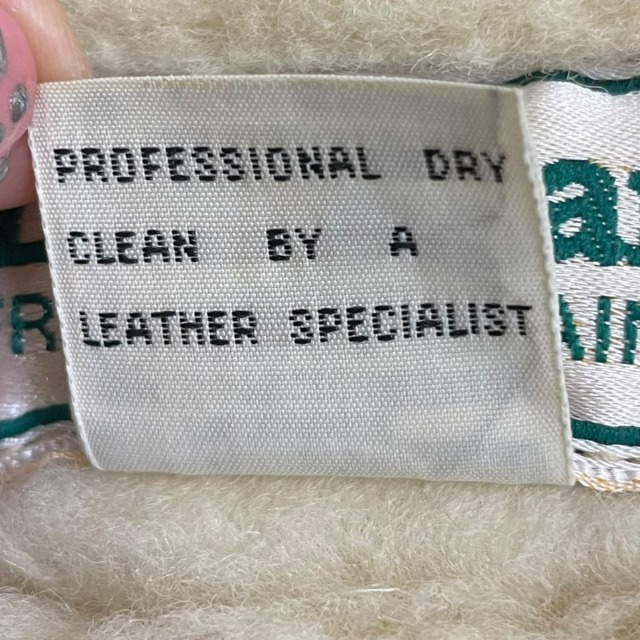 PROFESSIONAL DRY
CLEAN BY A
LEATHER SPECIALIST